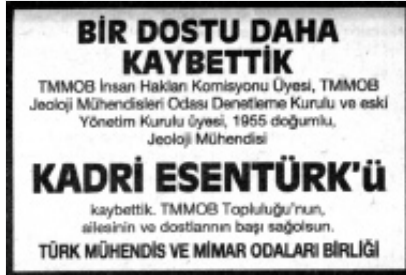 BİR DOSTU DAHA
KAYBETTİK
TMMOB İnsan Hakları Komisyonu Üyesi, TMMOB
Jeoloji Mühendisleri Odası Denetleme Kurulu ve eski
Yönetim Kurulu üyesi, 1955 doğumlu,
Jeoloji Mühendisi
KADRİ ESENTÜRK'ü
kaybettik. TMMOB Topluluğu'nun,
ailesinin ve dostlarının başı sağolsun.
TÜRK MÜHENDİS VE MİMAR ODALARI BİRLİĞİ